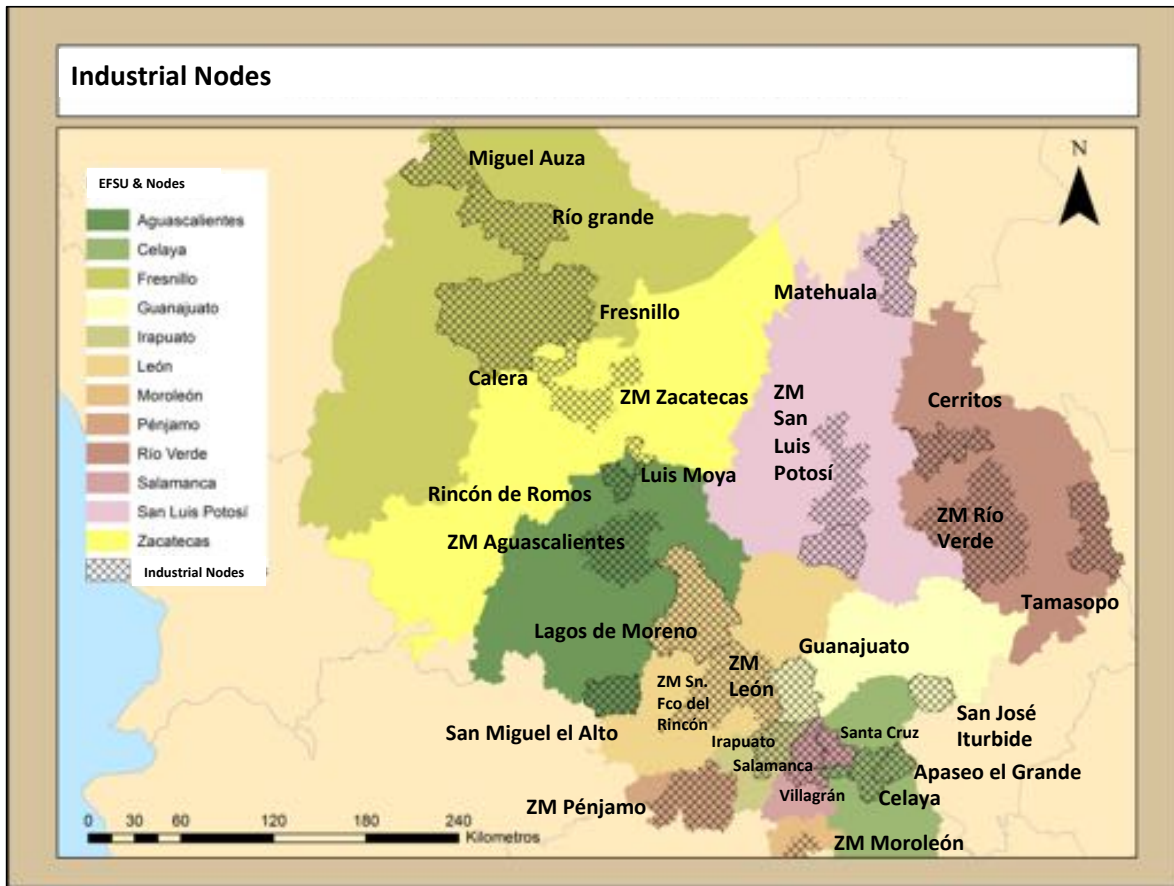 Industrial Nodes
EFSU & Nodes
Aguascalientes
Celaya
Fresnillo
Guanajuato
Irapuato
León
Moroleón
Pénjamo
Río Verde
Salamanca
San Luis Potosí
Zacatecas
Industrial Nodes
N
Miguel Auza
Río grande
Matehuala
Fresnillo
Calera
ZM Zacatecas
ZM
San
Luis
Potosí
Cerritos
Luis Moya
Rincón de Romos
ZM Aguascalientes
ZM Río
Verde
Tamasopo
Lagos de Moreno
Guanajuato
ZM
León
ZM Sn.
Fco del
Rincón
San Miguel el Alto
Irapuato
Santa Cruz
San José
Iturbide
Salamanca
Apaseo el Grande
Villagrán
Celaya
ZM Pénjamo
ZM Moroleón
0 30 60 120 180 240
Kilometros